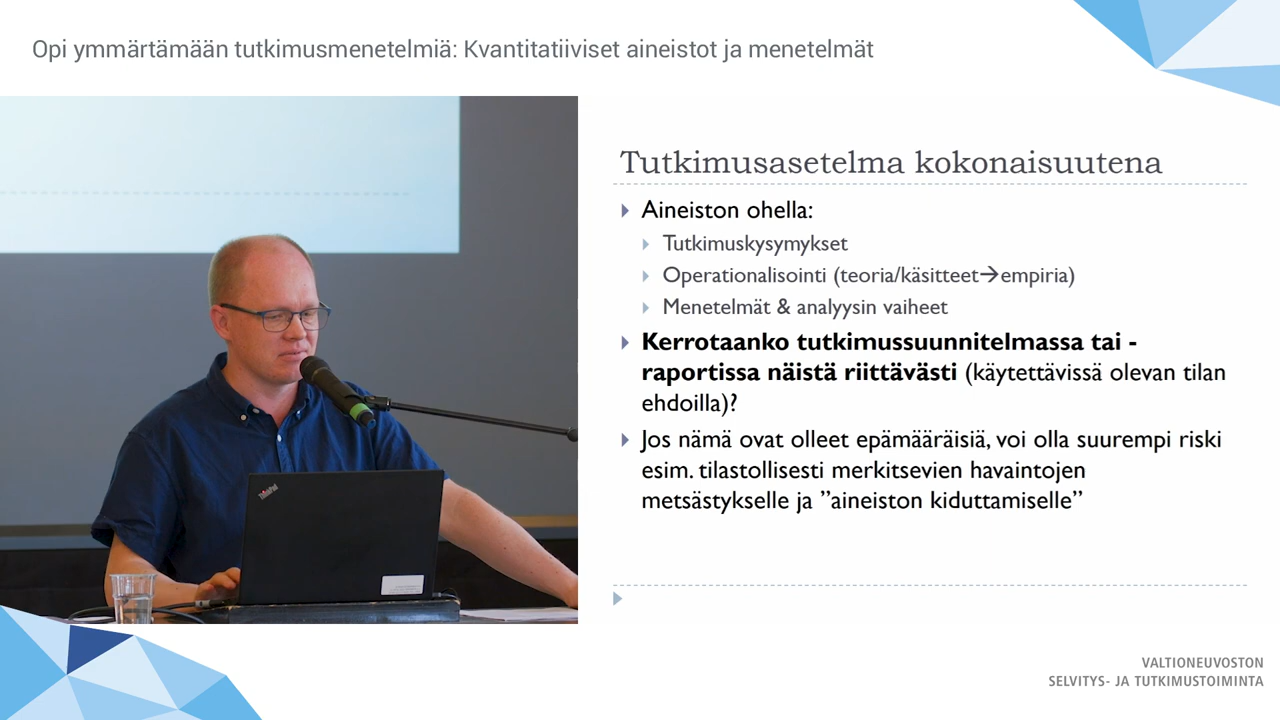 Opi ymmärtämään tutkimusmenetelmiä: Kvantitatiiviset aineistot ja menetelmät
Tutkimusasetelma kokonaisuutena
Aineiston ohella:
Tutkimuskysymykset
Operationalisointi (teoria/käsitteet→empiria)
Menetelmät & analyysin vaiheet
Kerrotaanko tutkimussuunnitelmassa tai -
raportissa näistä riittävästi (käytettävissä olevan tilan
ehdoilla)?
Jos nämä ovat olleet epämääräisiä, voi olla suurempi riski
esim. tilastollisesti merkitsevien havaintojen
metsästykselle ja ”aineiston kiduttamiselle”
ThinkPad
VALTIONEUVOSTON
SELVITYS- JA TUTKIMUSTOIMINTA